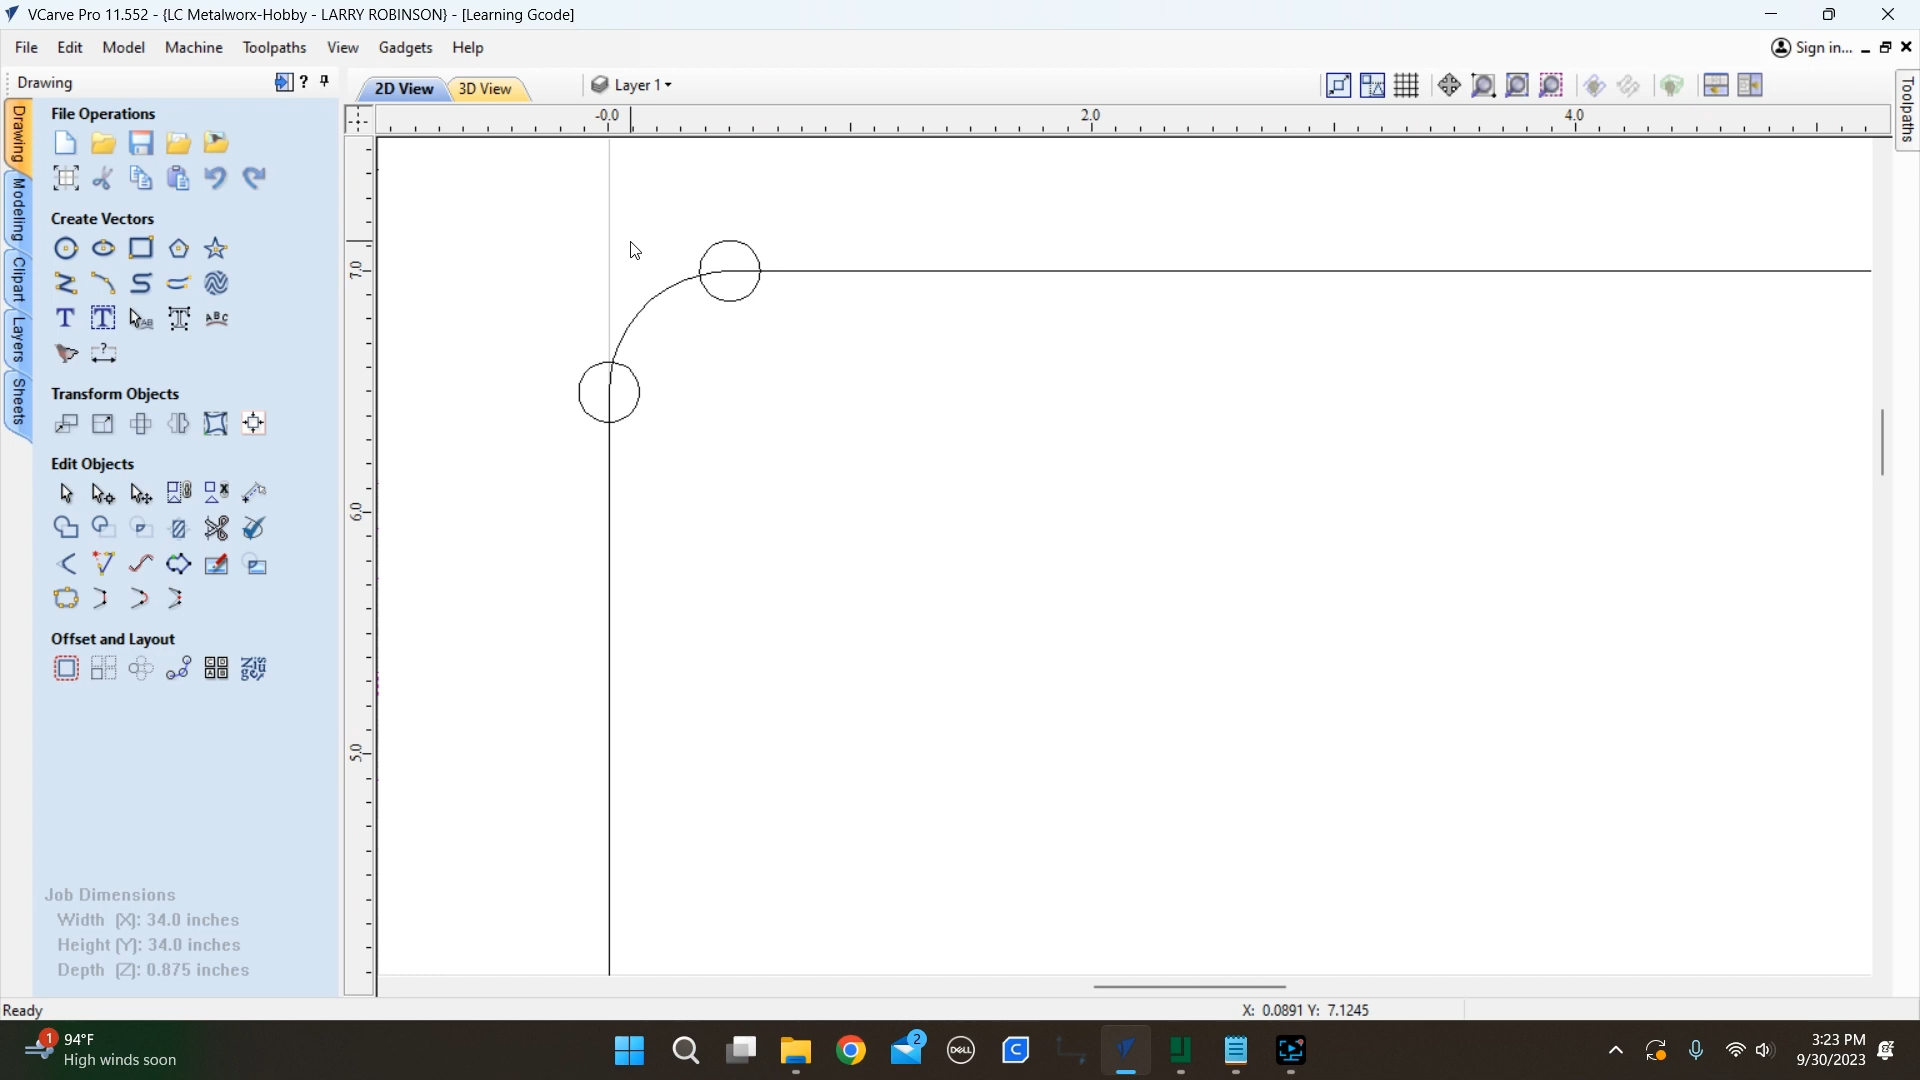 VCarve Pro 11.552 - {LC Metalworx-Hobby - LARRY ROBINSON} - [Learning Gcode]
File Edit Model Machine Toolpaths View Gadgets Help
Sign in...
Drawing
2D View 3D View
Layer 1
Toolpaths
Drawing
Modeling
Clipart
Layers
Sheets
File Operations
Create Vectors
Transform Objects
Edit Objects
Offset and Layout
Job Dimensions
Width (X): 34.0 inches
Height (Y): 34.0 inches
Depth (Z): 0.875 inches
-0.0 2.0 4.0
7.0
6.0
5.0
Ready
X: 0.0891 Y: 7.1245
1
94°F
High winds soon
2
DELL
3:23 PM
9/30/2023